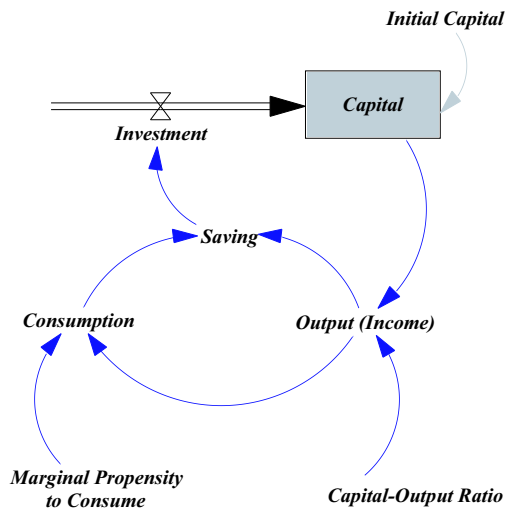 Initial Capital
Capital
Investment
Saving
Consumption
Output (Income)
Marginal Propensity
to Consume
Capital-Output Ratio